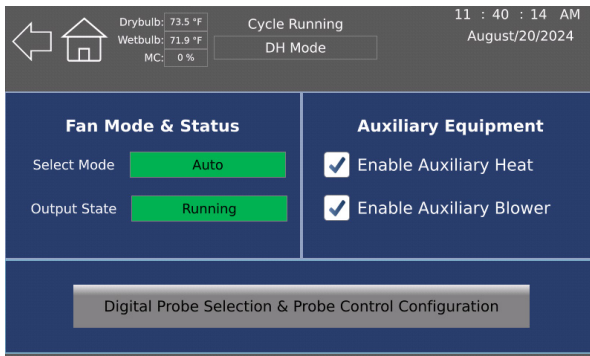 Drybulb: 73.5 °F
Wetbulb: 71.9 °F
MC: 0 %
Cycle Running
DH Mode
11 : 40 : 14 AM
August/20/2024
Fan Mode & Status
Select Mode Auto
Output State Running
Auxiliary Equipment
Enable Auxiliary Heat
Enable Auxiliary Blower
Digital Probe Selection & Probe Control Configuration